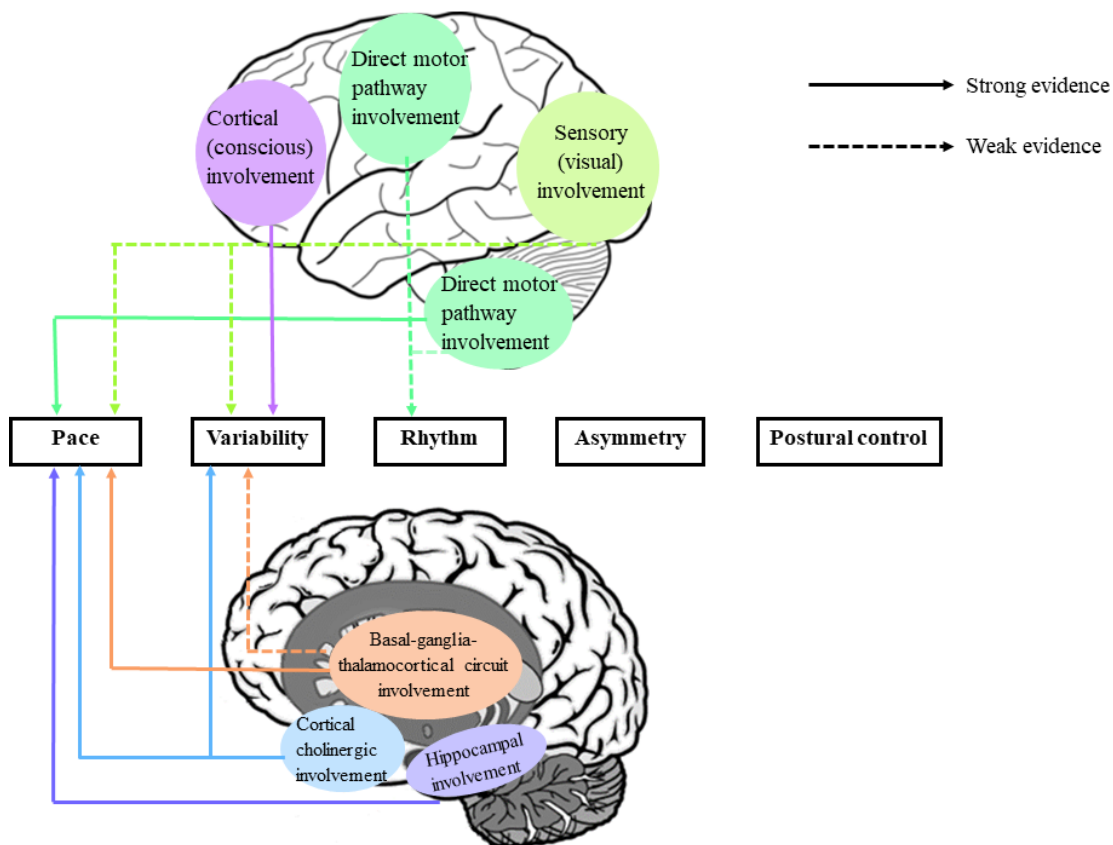 Direct motor
pathway
involvement
Strong evidence
Cortical
(conscious)
involvement
Sensory
(visual)
involvement
Weak evidence
Direct motor
pathway
involvement
Pace
Variability
Rhythm
Asymmetry
Postural control
Basal-ganglia-
thalamocortical circuit
involvement
Cortical
cholinergic
involvement
Hippocampal
involvement